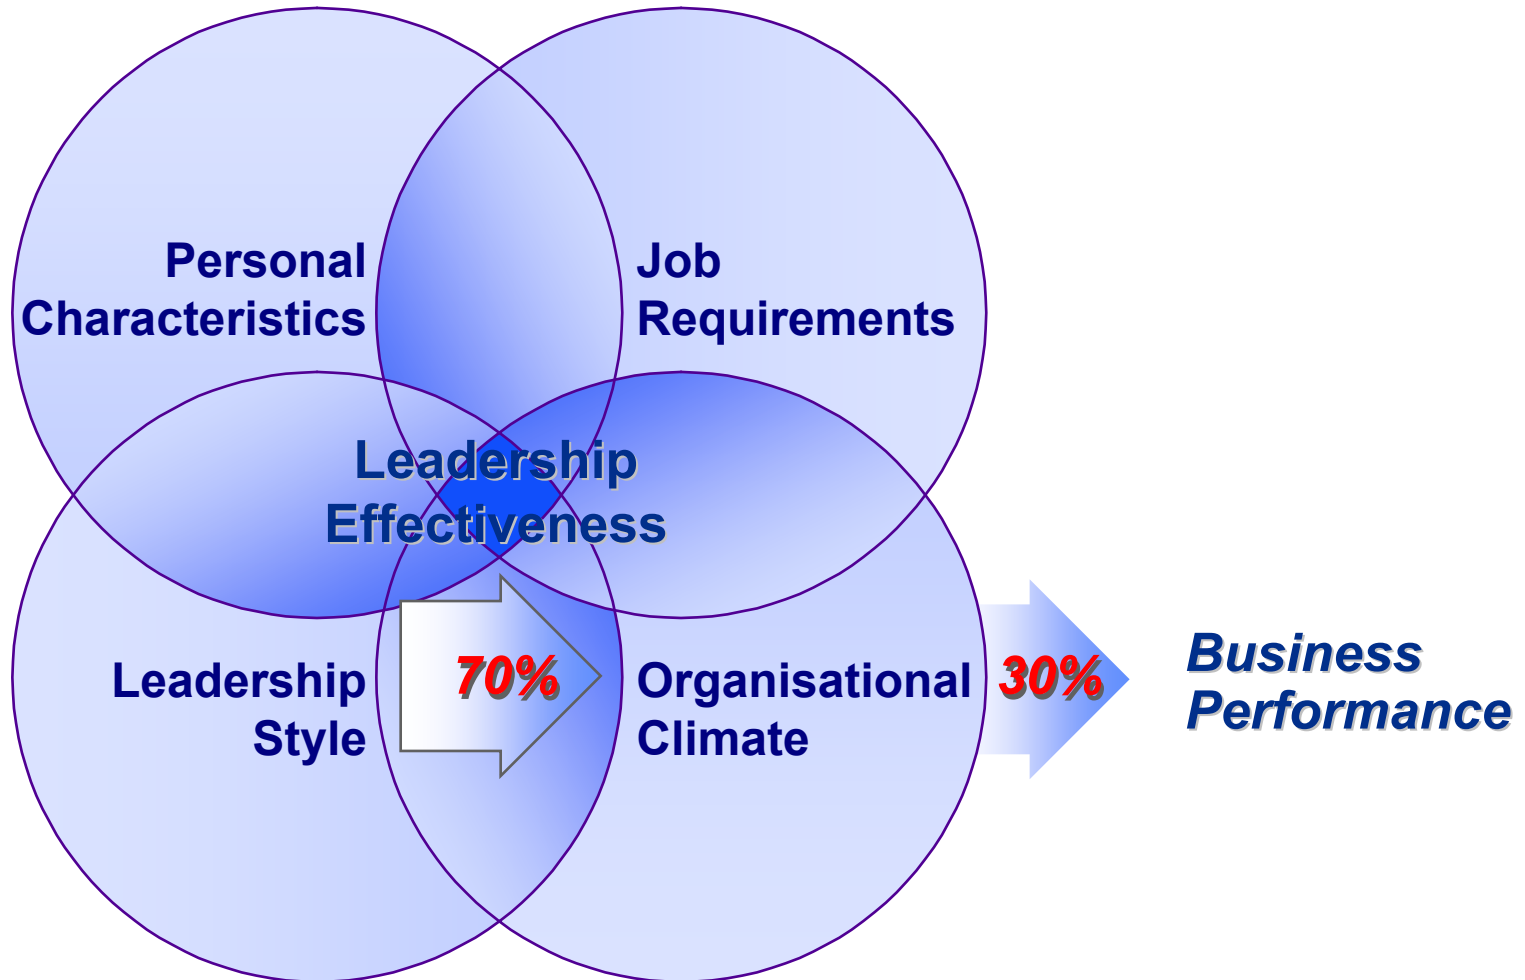 Personal
Characteristics
Job
Requirements
Leadership
Effectiveness
Leadership
Style
70%
Organisational
Climate
30%
Business
Performance